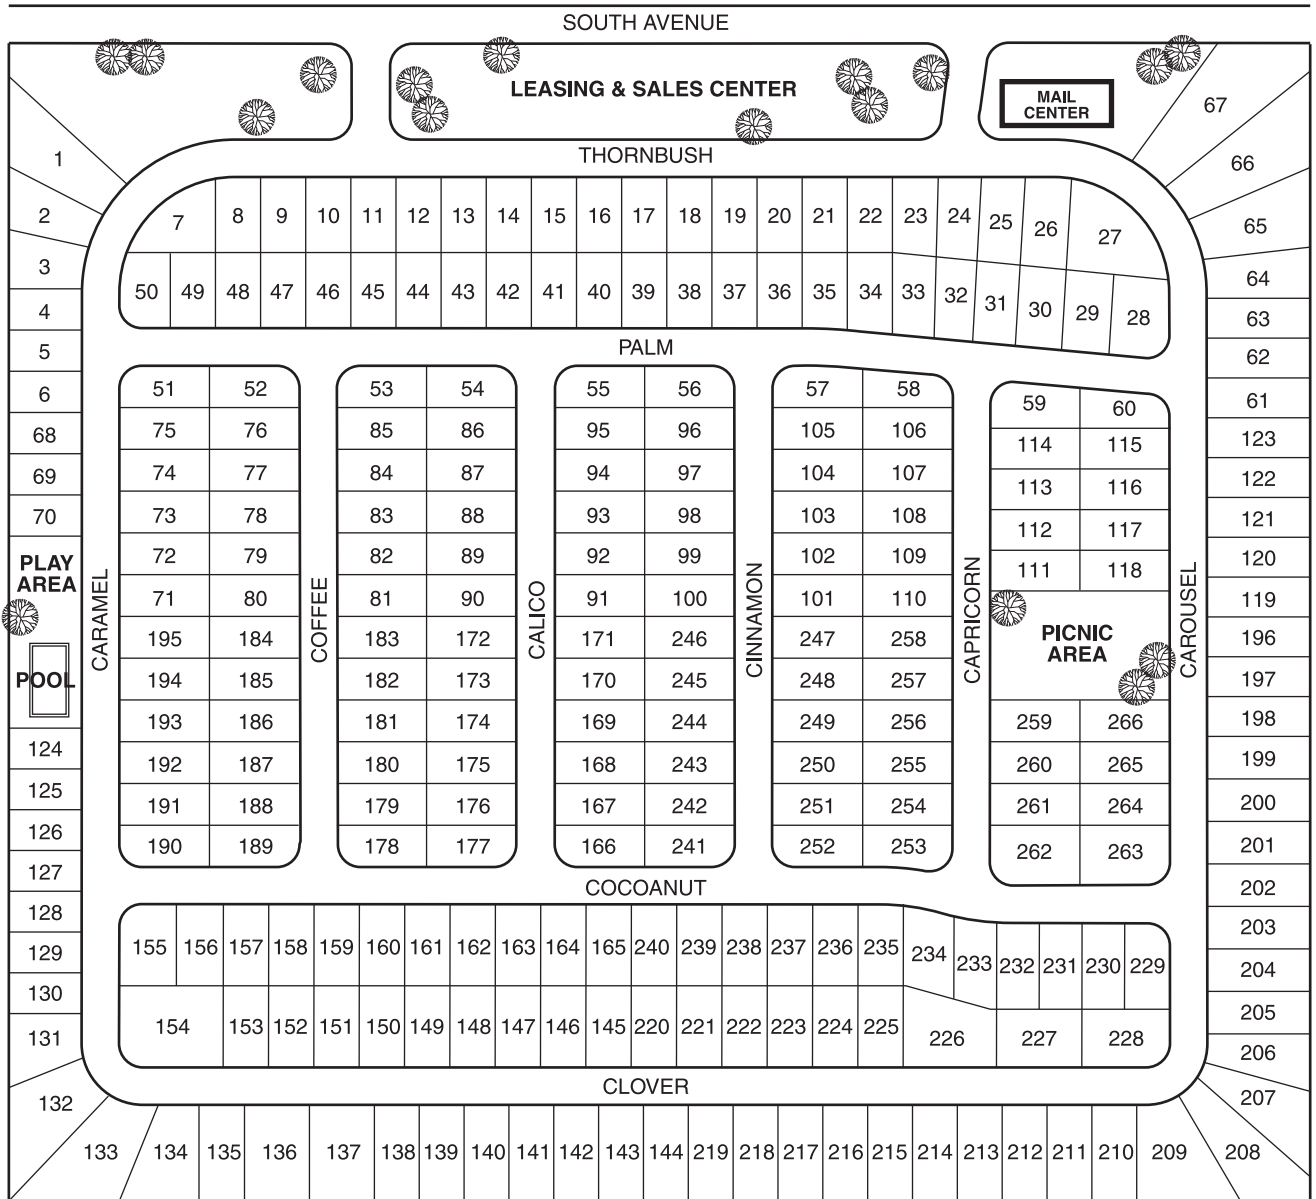 SOUTH AVENUE
LEASING & SALES CENTER
MAIL
CENTER
67
1
THORNBUSH
66
2
7 8 9 10 11 12 13 14 15 16 17 18 19 20 21 22 23 24 25 26 27
65
3
64
50 49 48 47 46 45 44 43 42 41 40 39 38 37 36 35 34 33 32 31 30 29 28
4
63
5
PALM
62
6 51 52 53 54 55 56 57 58 59 60 61
68 75 76 85 86 95 96 105 106 114 115 123
69 74 77 84 87 94 97 104 107 113 116 122
70 73 78 83 88 93 98 103 108 112 117 121
PLAY
AREA
72 79 82 89 92 99 102 109 111 118 120
71 80 81 90 91 100 101 110 119
CARAMEL
COFFEE
CALICO
CINNAMON
CAPRICORN
CAROUSEL
PICNIC
AREA
195 184 183 172 171 246 247 258 196
POOL
194 185 182 173 170 245 248 257 197
193 186 181 174 169 244 249 256 259 266 198
124 192 187 180 175 168 243 250 255 260 265 199
125 191 188 179 176 167 242 251 254 261 264 200
126 190 189 178 177 166 241 252 253 262 263 201
127
COCOANUT
202
128
203
129 155 156 157 158 159 160 161 162 163 164 165 240 239 238 237 236 235 234 233 232 231 230 229 204
130
205
131 154 153 152 151 150 149 148 147 146 145 220 221 222 223 224 225 226 227 228 206
CLOVER
132
207
133 134 135 136 137 138 139 140 141 142 143 144 219 218 217 216 215 214 213 212 211 210 209 208